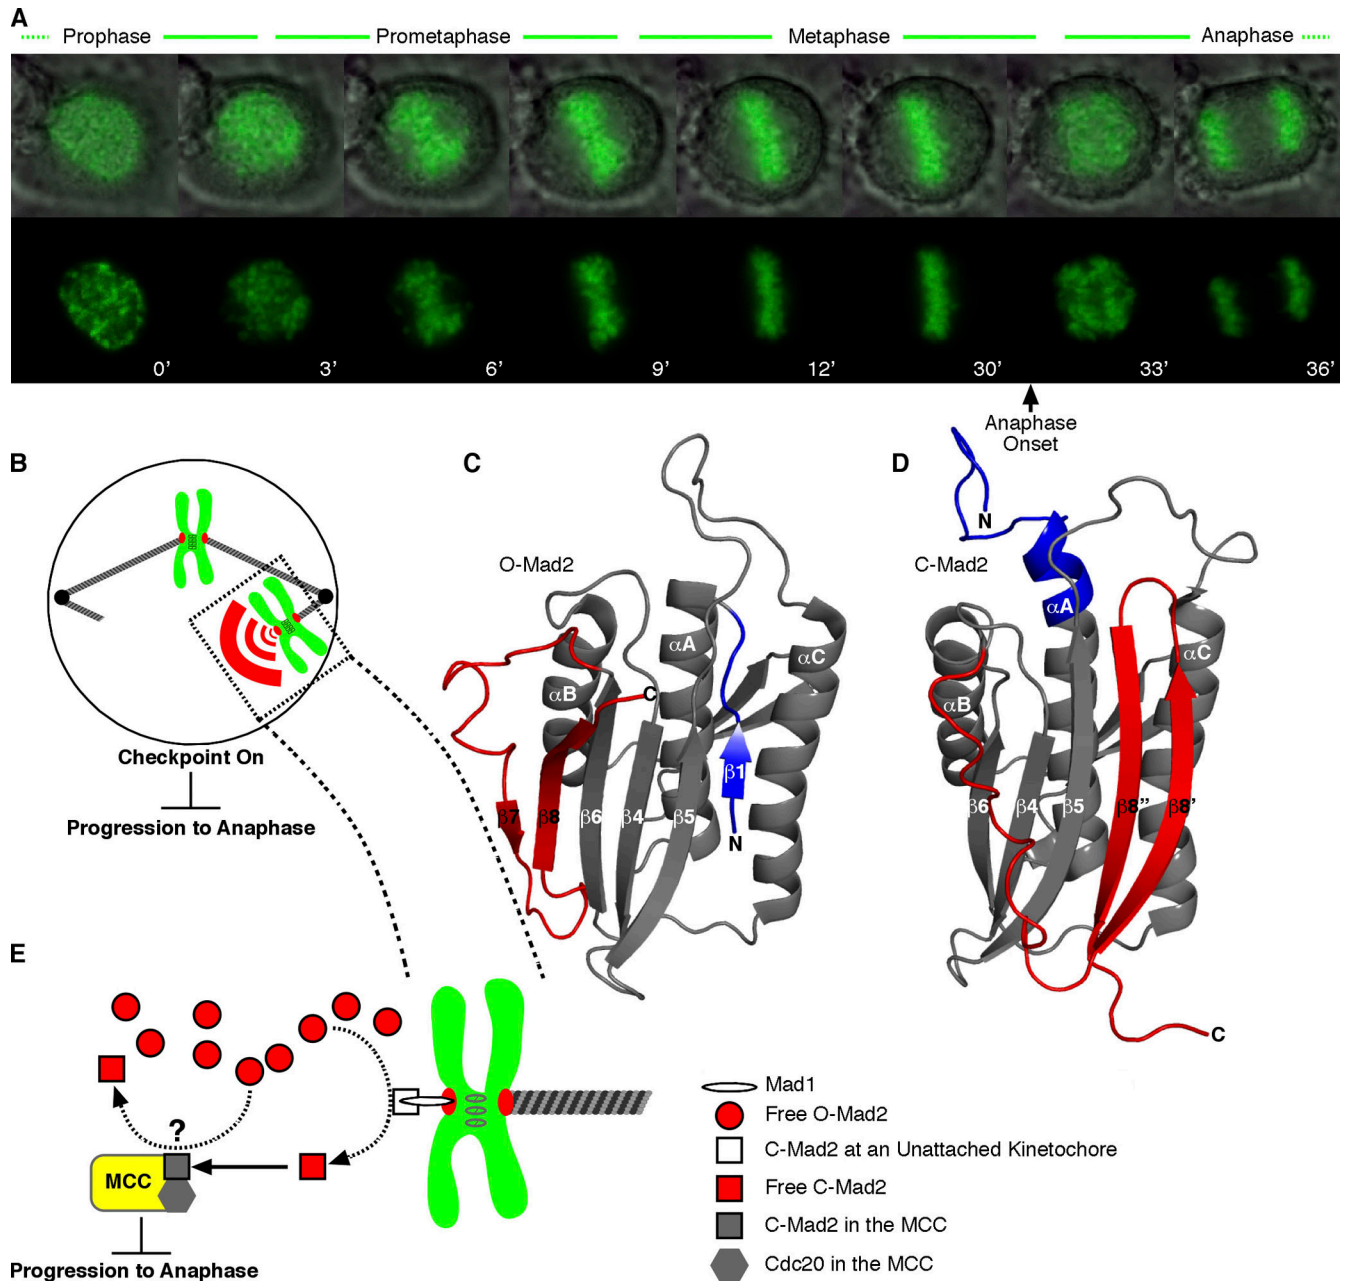 A
Prophase Prometaphase Metaphase Anaphase
0’ 3’ 6’ 9’ 12’ 30’ 33’ 36’
Anaphase
Onset
B
Checkpoint On
Progression to Anaphase
C
O-Mad2
αA
αC
αB
C
β1
β7 β8 β6 β4 β5
N
D
N
C-Mad2
αA
αC
αB
β6 β4 β5 β8” β8’
C
E
?
MCC
Progression to Anaphase
Mad1
Free O-Mad2
C-Mad2 at an Unattached Kinetochore
Free C-Mad2
C-Mad2 in the MCC
Cdc20 in the MCC